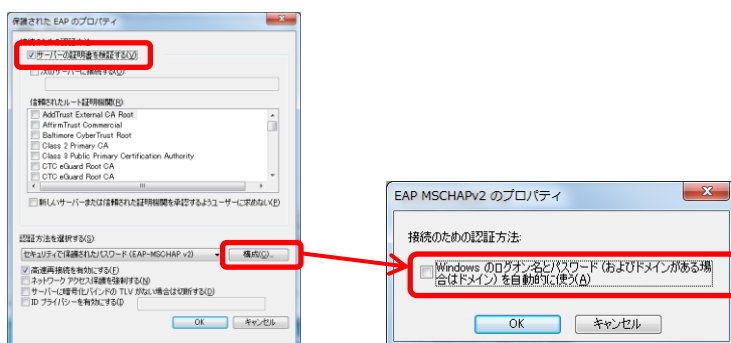 保護された EAP のプロパティ
接続のための認証方法:
サーバーの証明書を検証する(V)
次のサーバーに接続する(O):
信頼されたルート証明機関(R):
AddTrust External CA Root
AffirmTrust Commercial
Baltimore CyberTrust Root
Class 2 Primary CA
Class 3 Public Primary Certification Authority
CTC eGuard Root CA
CTC eGuard Root CA
新しいサーバーまたは信頼された証明機関を承認するようユーザーに求めない(P)
認証方法を選択する(S):
セキュリティで保護されたパスワード (EAP-MSCHAP v2)
構成(C)...
高速再接続を有効にする(F)
ネットワーク アクセス保護を強制する(N)
サーバーに暗号化バインドの TLV がない場合は切断する(D)
ID プライバシーを有効にする(I)
OK
キャンセル
EAP MSCHAPv2 のプロパティ
接続のための認証方法:
Windows のログオン名とパスワード (およびドメインがある場
合はドメイン) を自動的に使う(A)
OK
キャンセル